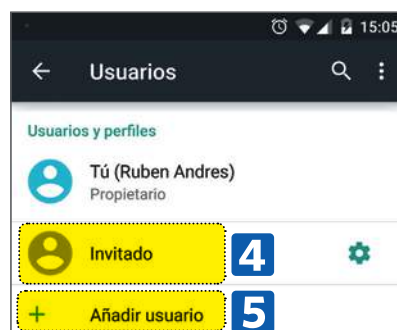 15:05
Usuarios
Usuarios y perfiles
Tú (Ruben Andres)
Propietario
Invitado 4
+ Añadir usuario 5